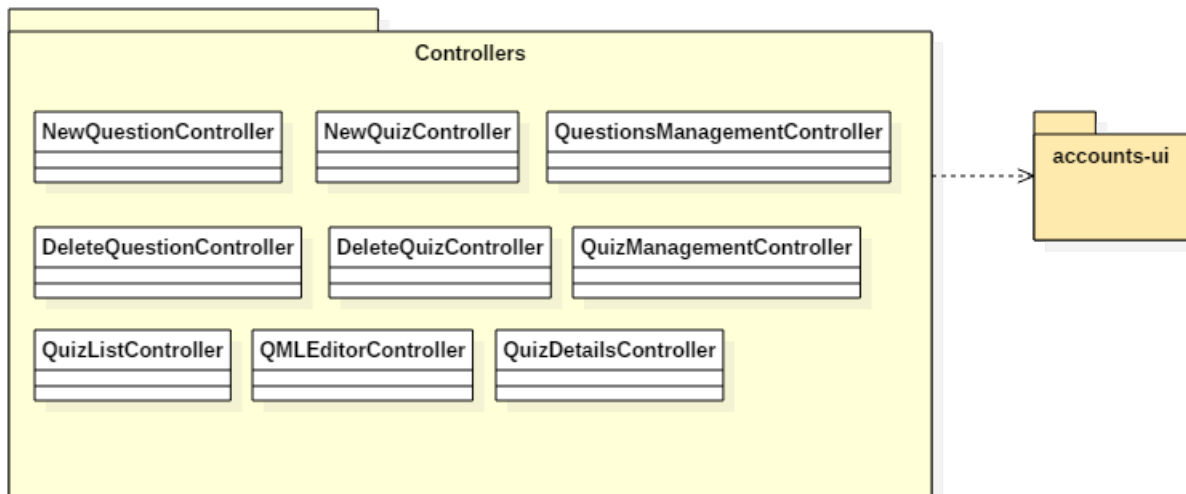 Controllers
NewQuestionController
NewQuizController
QuestionsManagementController
accounts-ui
DeleteQuestionController
DeleteQuizController
QuizManagementController
QuizListController
QMLEditorController
QuizDetailsController